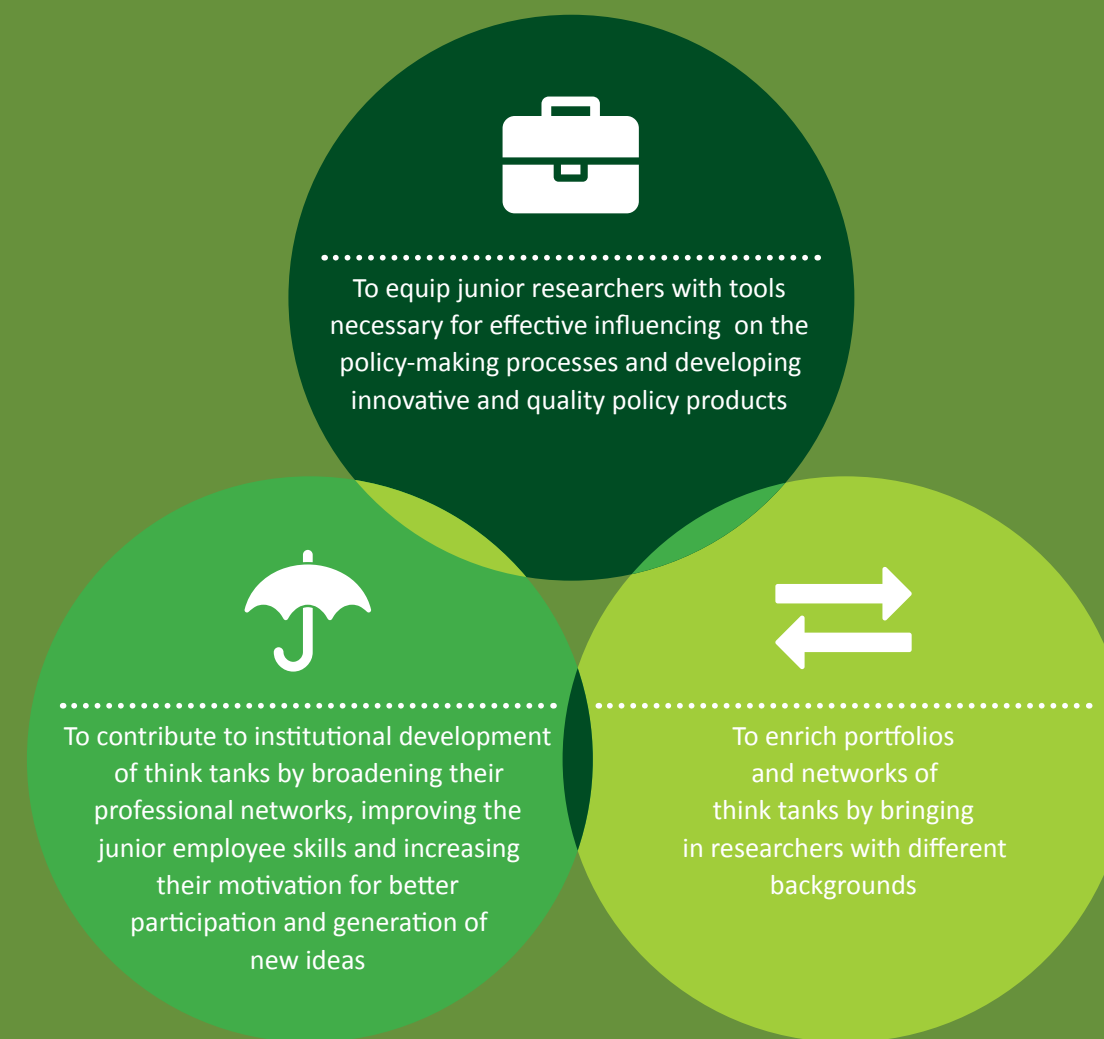 To equip junior researchers with tools
necessary for effective influencing  on the
policy-making processes and developing
innovative and quality policy products
To contribute to institutional development
of think tanks by broadening their
professional networks, improving the
junior employee skills and increasing
their motivation for better
participation and generation of
new ideas
To enrich portfolios
and networks of
think tanks by bringing
in researchers with different
backgrounds